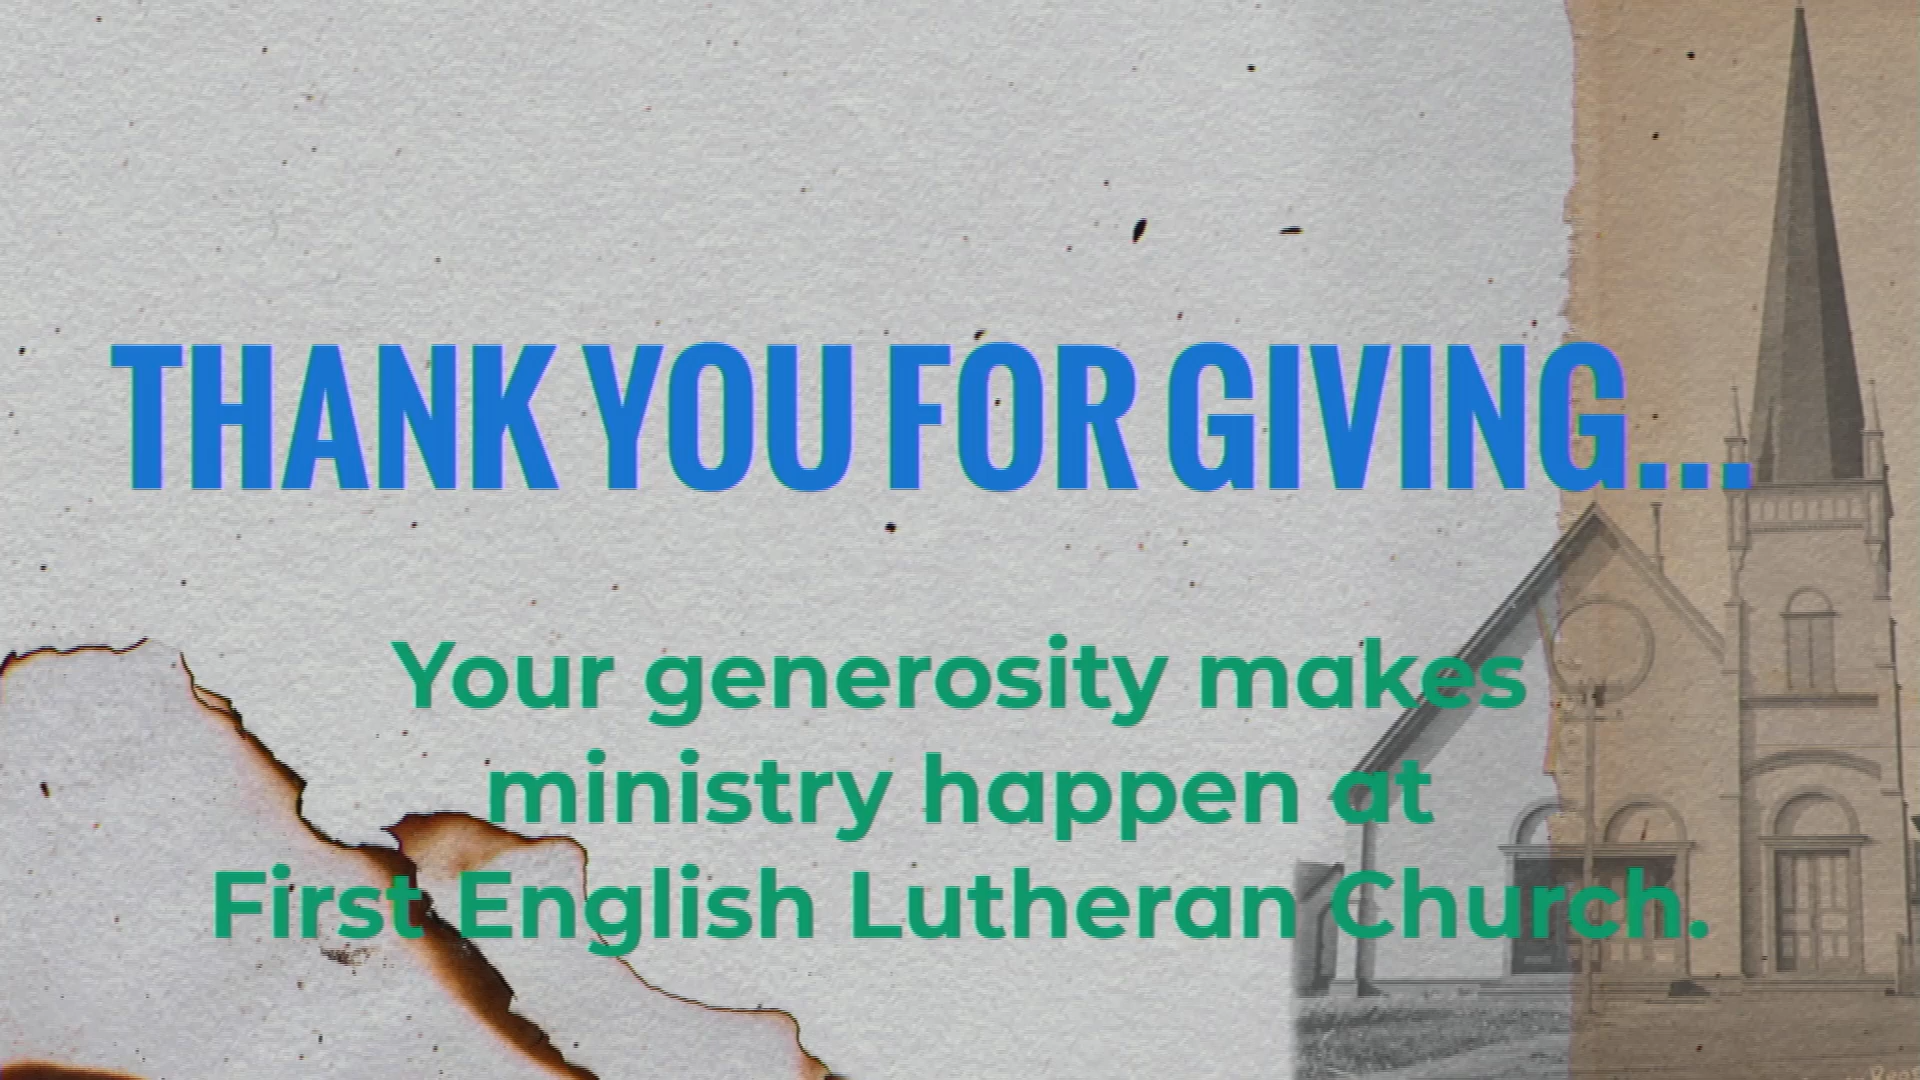 THANK YOU FOR GIVING...
Your generosity makes
ministry happen at
First English Lutheran Church.